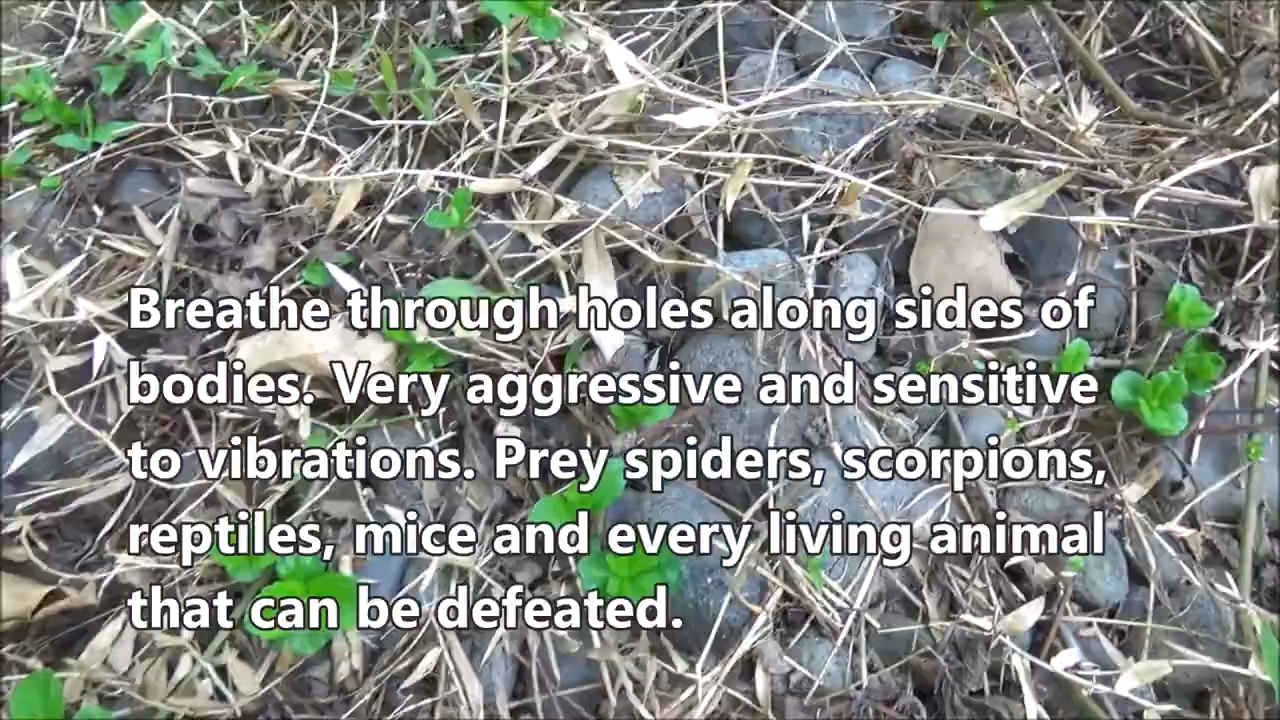 Breathe through holes along sides of
bodies. Very aggressive and sensitive
to vibrations. Prey spiders, scorpions,
reptiles, mice and every living animal
that can be defeated.